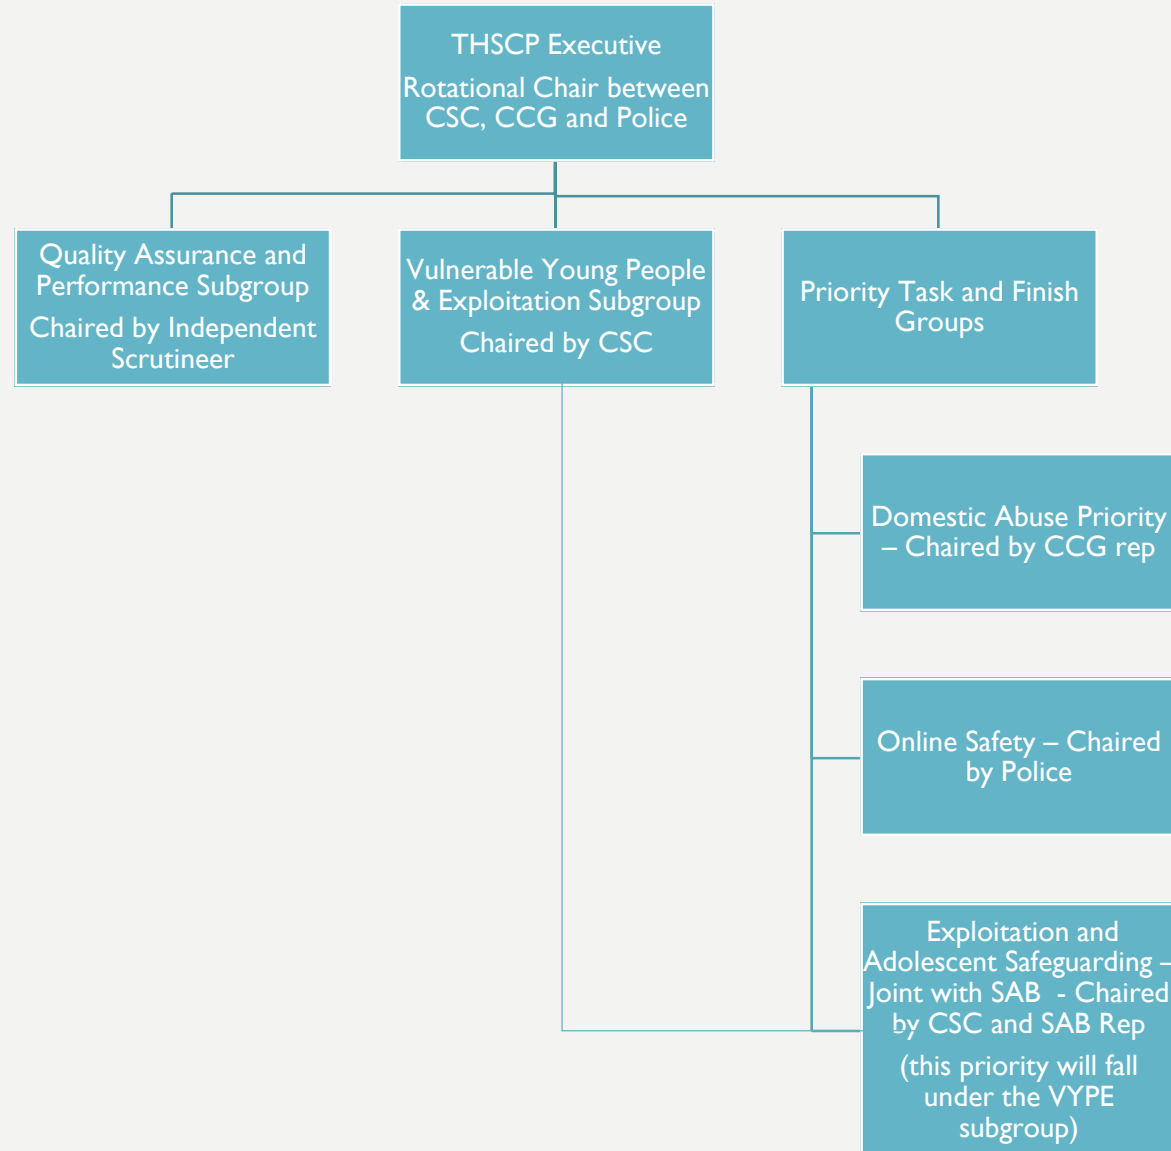 THSCP Executive
Rotational Chair between
CSC, CCG and Police
Quality Assurance and
Performance Subgroup
Chaired by Independent
Scrutineer
Vulnerable Young People
& Exploitation Subgroup
Chaired by CSC
Priority Task and Finish
Groups
Domestic Abuse Priority
– Chaired by CCG rep
Online Safety – Chaired
by Police
Exploitation and
Adolescent Safeguarding –
Joint with SAB - Chaired
by CSC and SAB Rep
(this priority will fall
under the VYPE
subgroup)